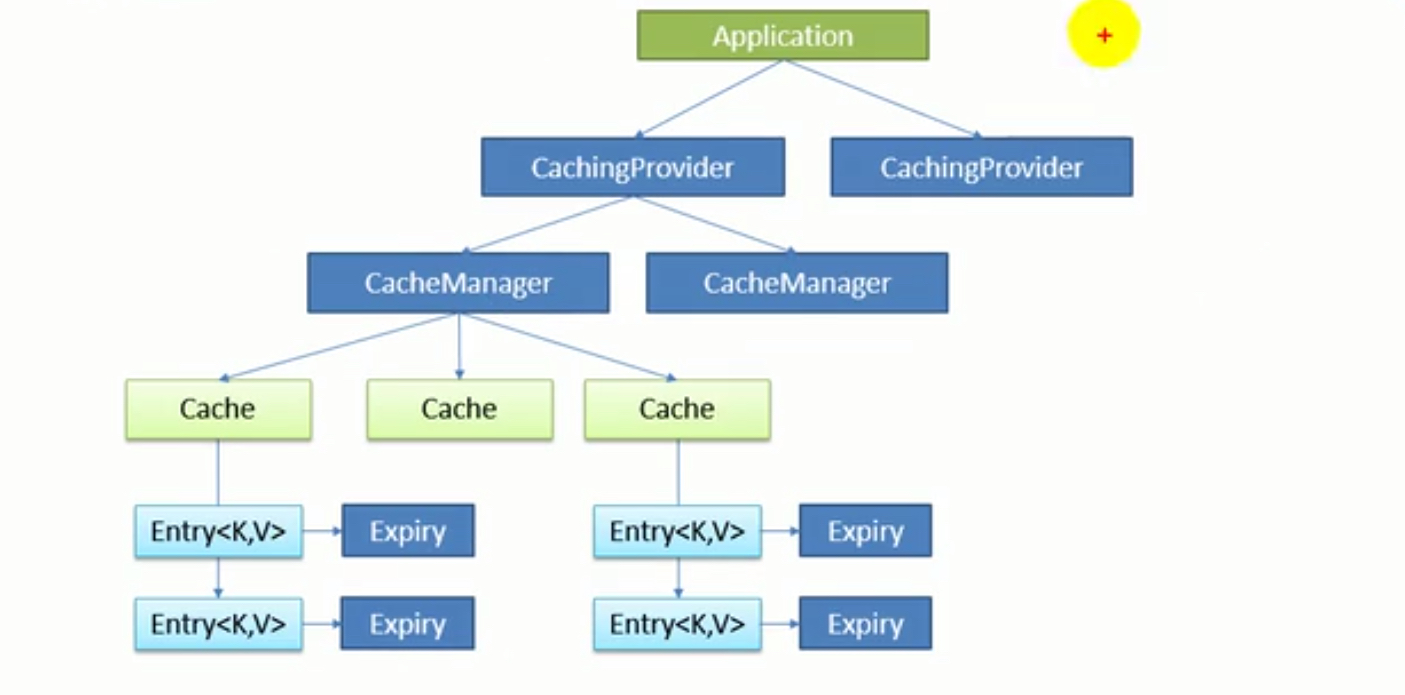 Application
CachingProvider
CachingProvider
CacheManager
CacheManager
Cache
Cache
Cache
Entry<K,V>
Expiry
Entry<K,V>
Expiry
Entry<K,V>
Expiry
Entry<K,V>
Expiry